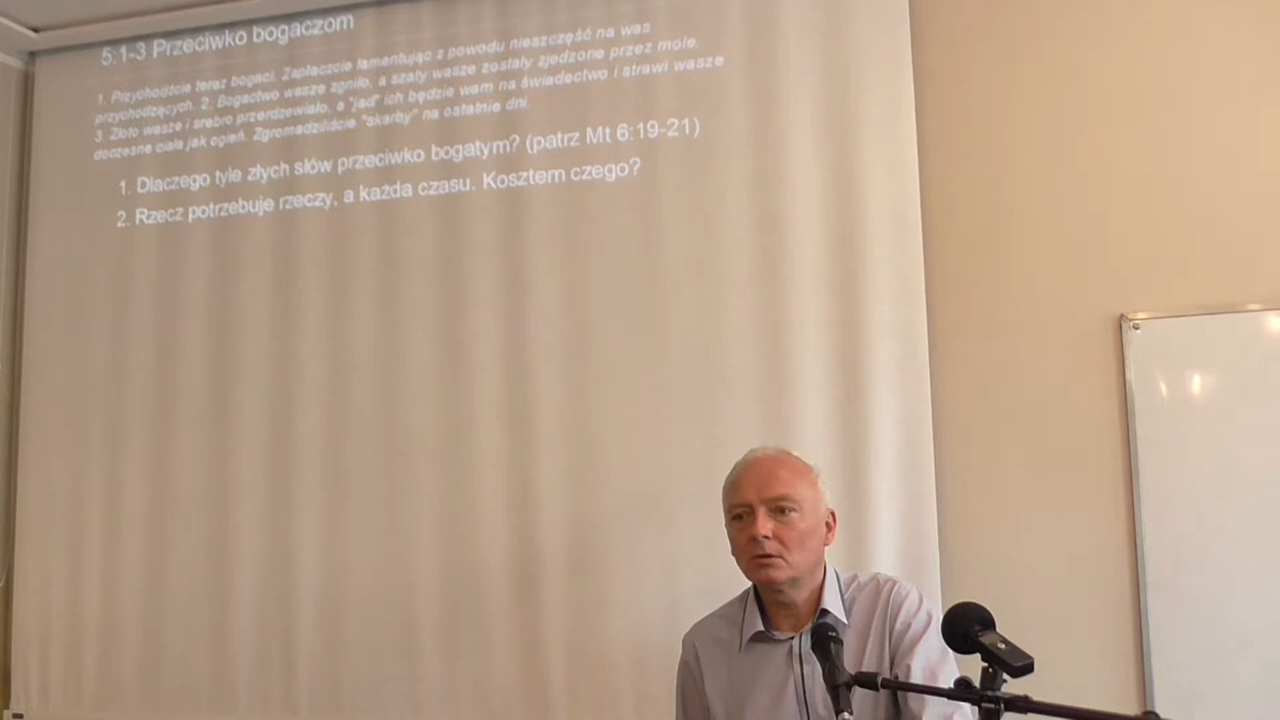 5:1-3 Przeciwko bogaczom
1. Przychodźcie teraz bogaci. Zapłaczcie lamentując z powodu nieszczęść na was
przychodzących. 2. Bogactwo wasze zgniło, a szaty wasze zostały zjedzone przez mole.
3. Złoto wasze i srebro przerdzewiało, a "jad" ich będzie wam na świadectwo i strawi wasze
doczesne ciała jak ogień. Zgromadziliście "skarby" na ostatnie dni.
1. Dlaczego tyle złych słów przeciwko bogatym? (patrz Mt 6:19-21)
2. Rzecz potrzebuje rzeczy, a każda czasu. Kosztem czego?